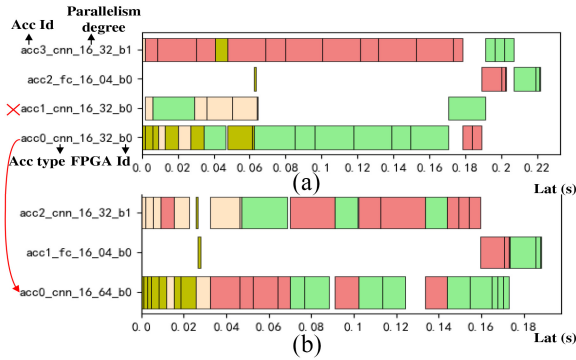 Acc Id
Parallelism
degree
acc3_cnn_16_32_b1
acc2_fc_16_04_b0
acc1_cnn_16_32_b0
acc0_cnn_16_32_b0
Acc type FPGA Id
0 0.02 0.04 0.06 0.08 0.1 0.12 0.14 0.16 0.18 0.2 0.22
Lat (s)
(a)
acc2_cnn_16_32_b1
acc1_fc_16_04_b0
acc0_cnn_16_64_b0
0 0.02 0.04 0.06 0.08 0.1 0.12 0.14 0.16 0.18
Lat (s)
(b)